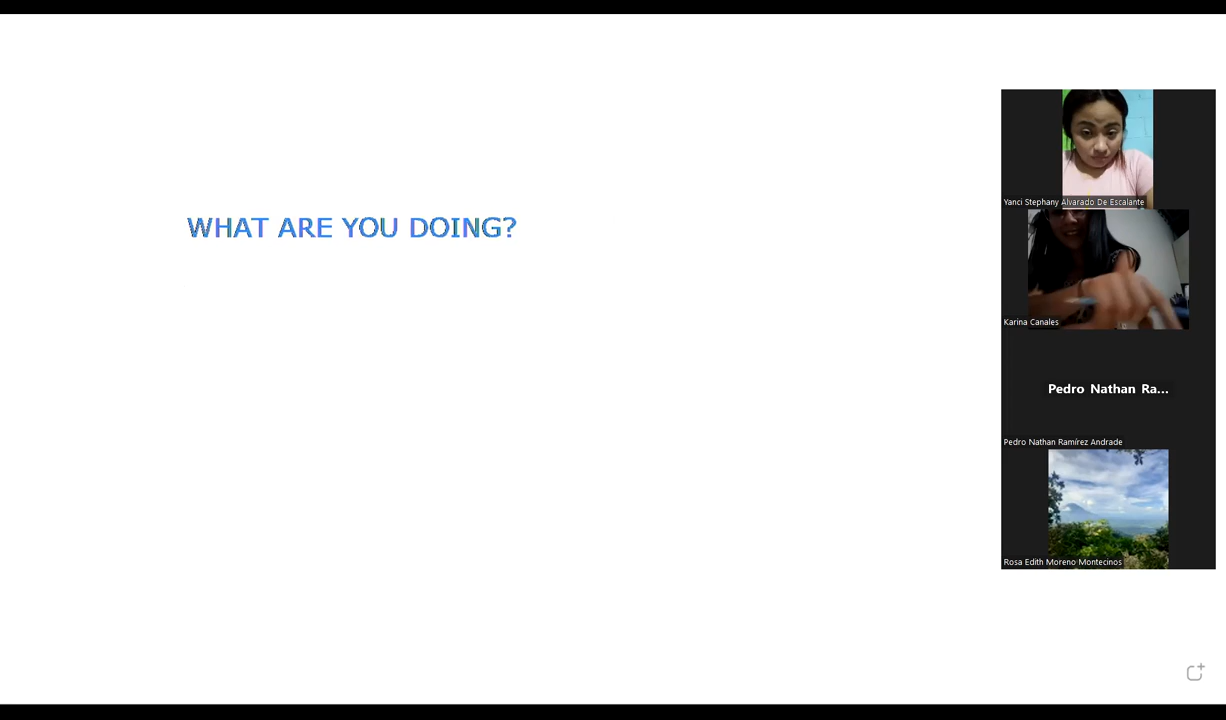 WHAT ARE YOU DOING?
Yanci Stephany Alvarado De Escalante
Karina Canales
Pedro Nathan Ra...
Pedro Nathan Ramírez Andrade
Rosa Edith Moreno Montecinos